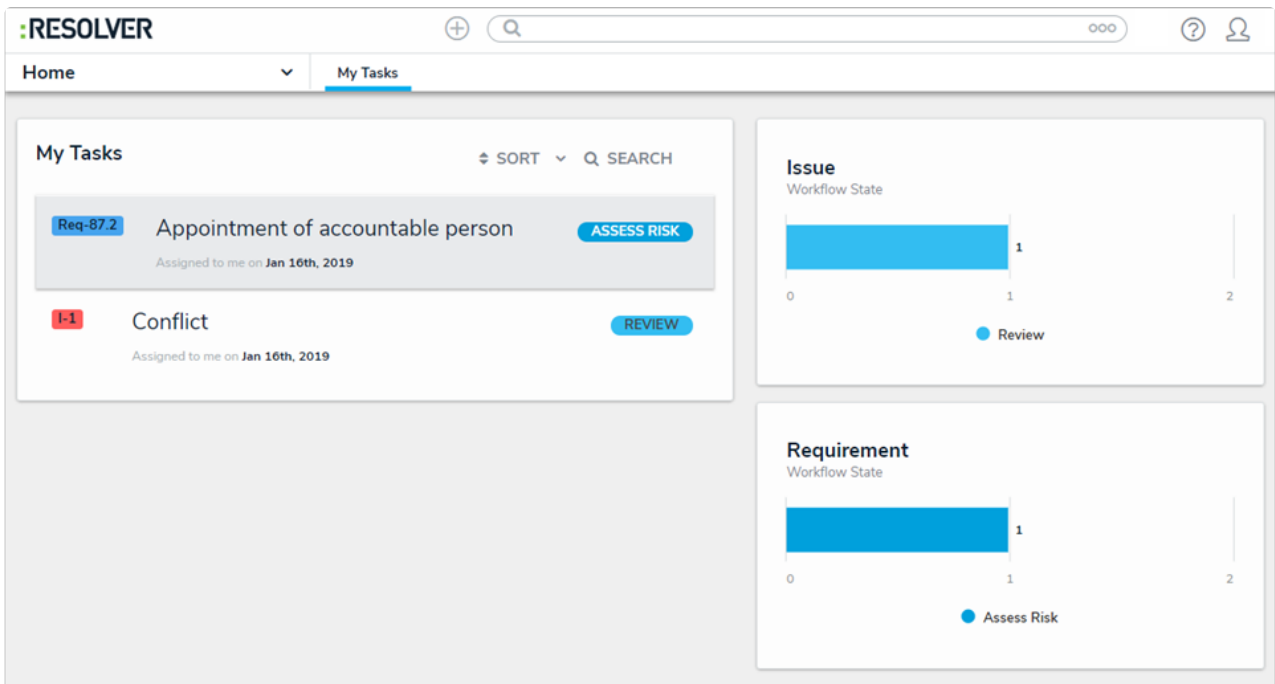 :RESOLVER
Home
My Tasks
My Tasks
SORT
SEARCH
Req-87.2
Appointment of accountable person
ASSESS RISK
Assigned to me on Jan 16th, 2019
I-1
Conflict
REVIEW
Assigned to me on Jan 16th, 2019
Issue
Workflow State
1
0 1 2
Review
Requirement
Workflow State
1
0 1 2
Assess Risk